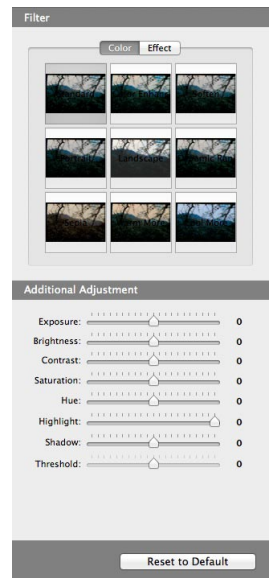 Filter
Color Effect
Portrait Landscape
Additional Adjustment
Exposure: 0
Brightness: 0
Contrast: 0
Saturation: 0
Hue: 0
Highlight: 0
Shadow: 0
Threshold: 0
Reset to Default